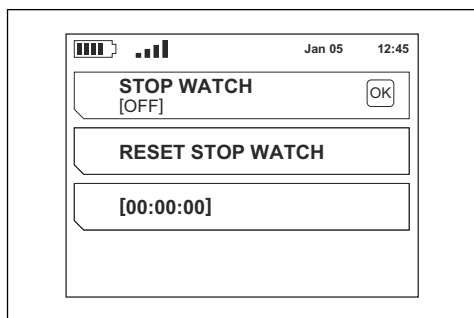 Jan 05 12:45
STOP WATCH
[OFF]
OK
RESET STOP WATCH
[00:00:00]